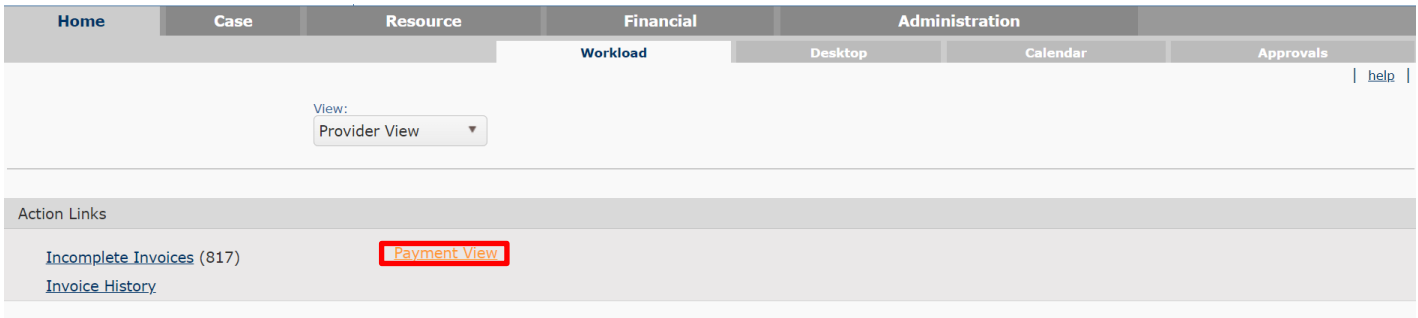 Home Case Resource Financial Administration
Workload Desktop Calendar Approvals
| help |
View:
Provider View
Action Links
Incomplete Invoices (817) Payment View
Invoice History